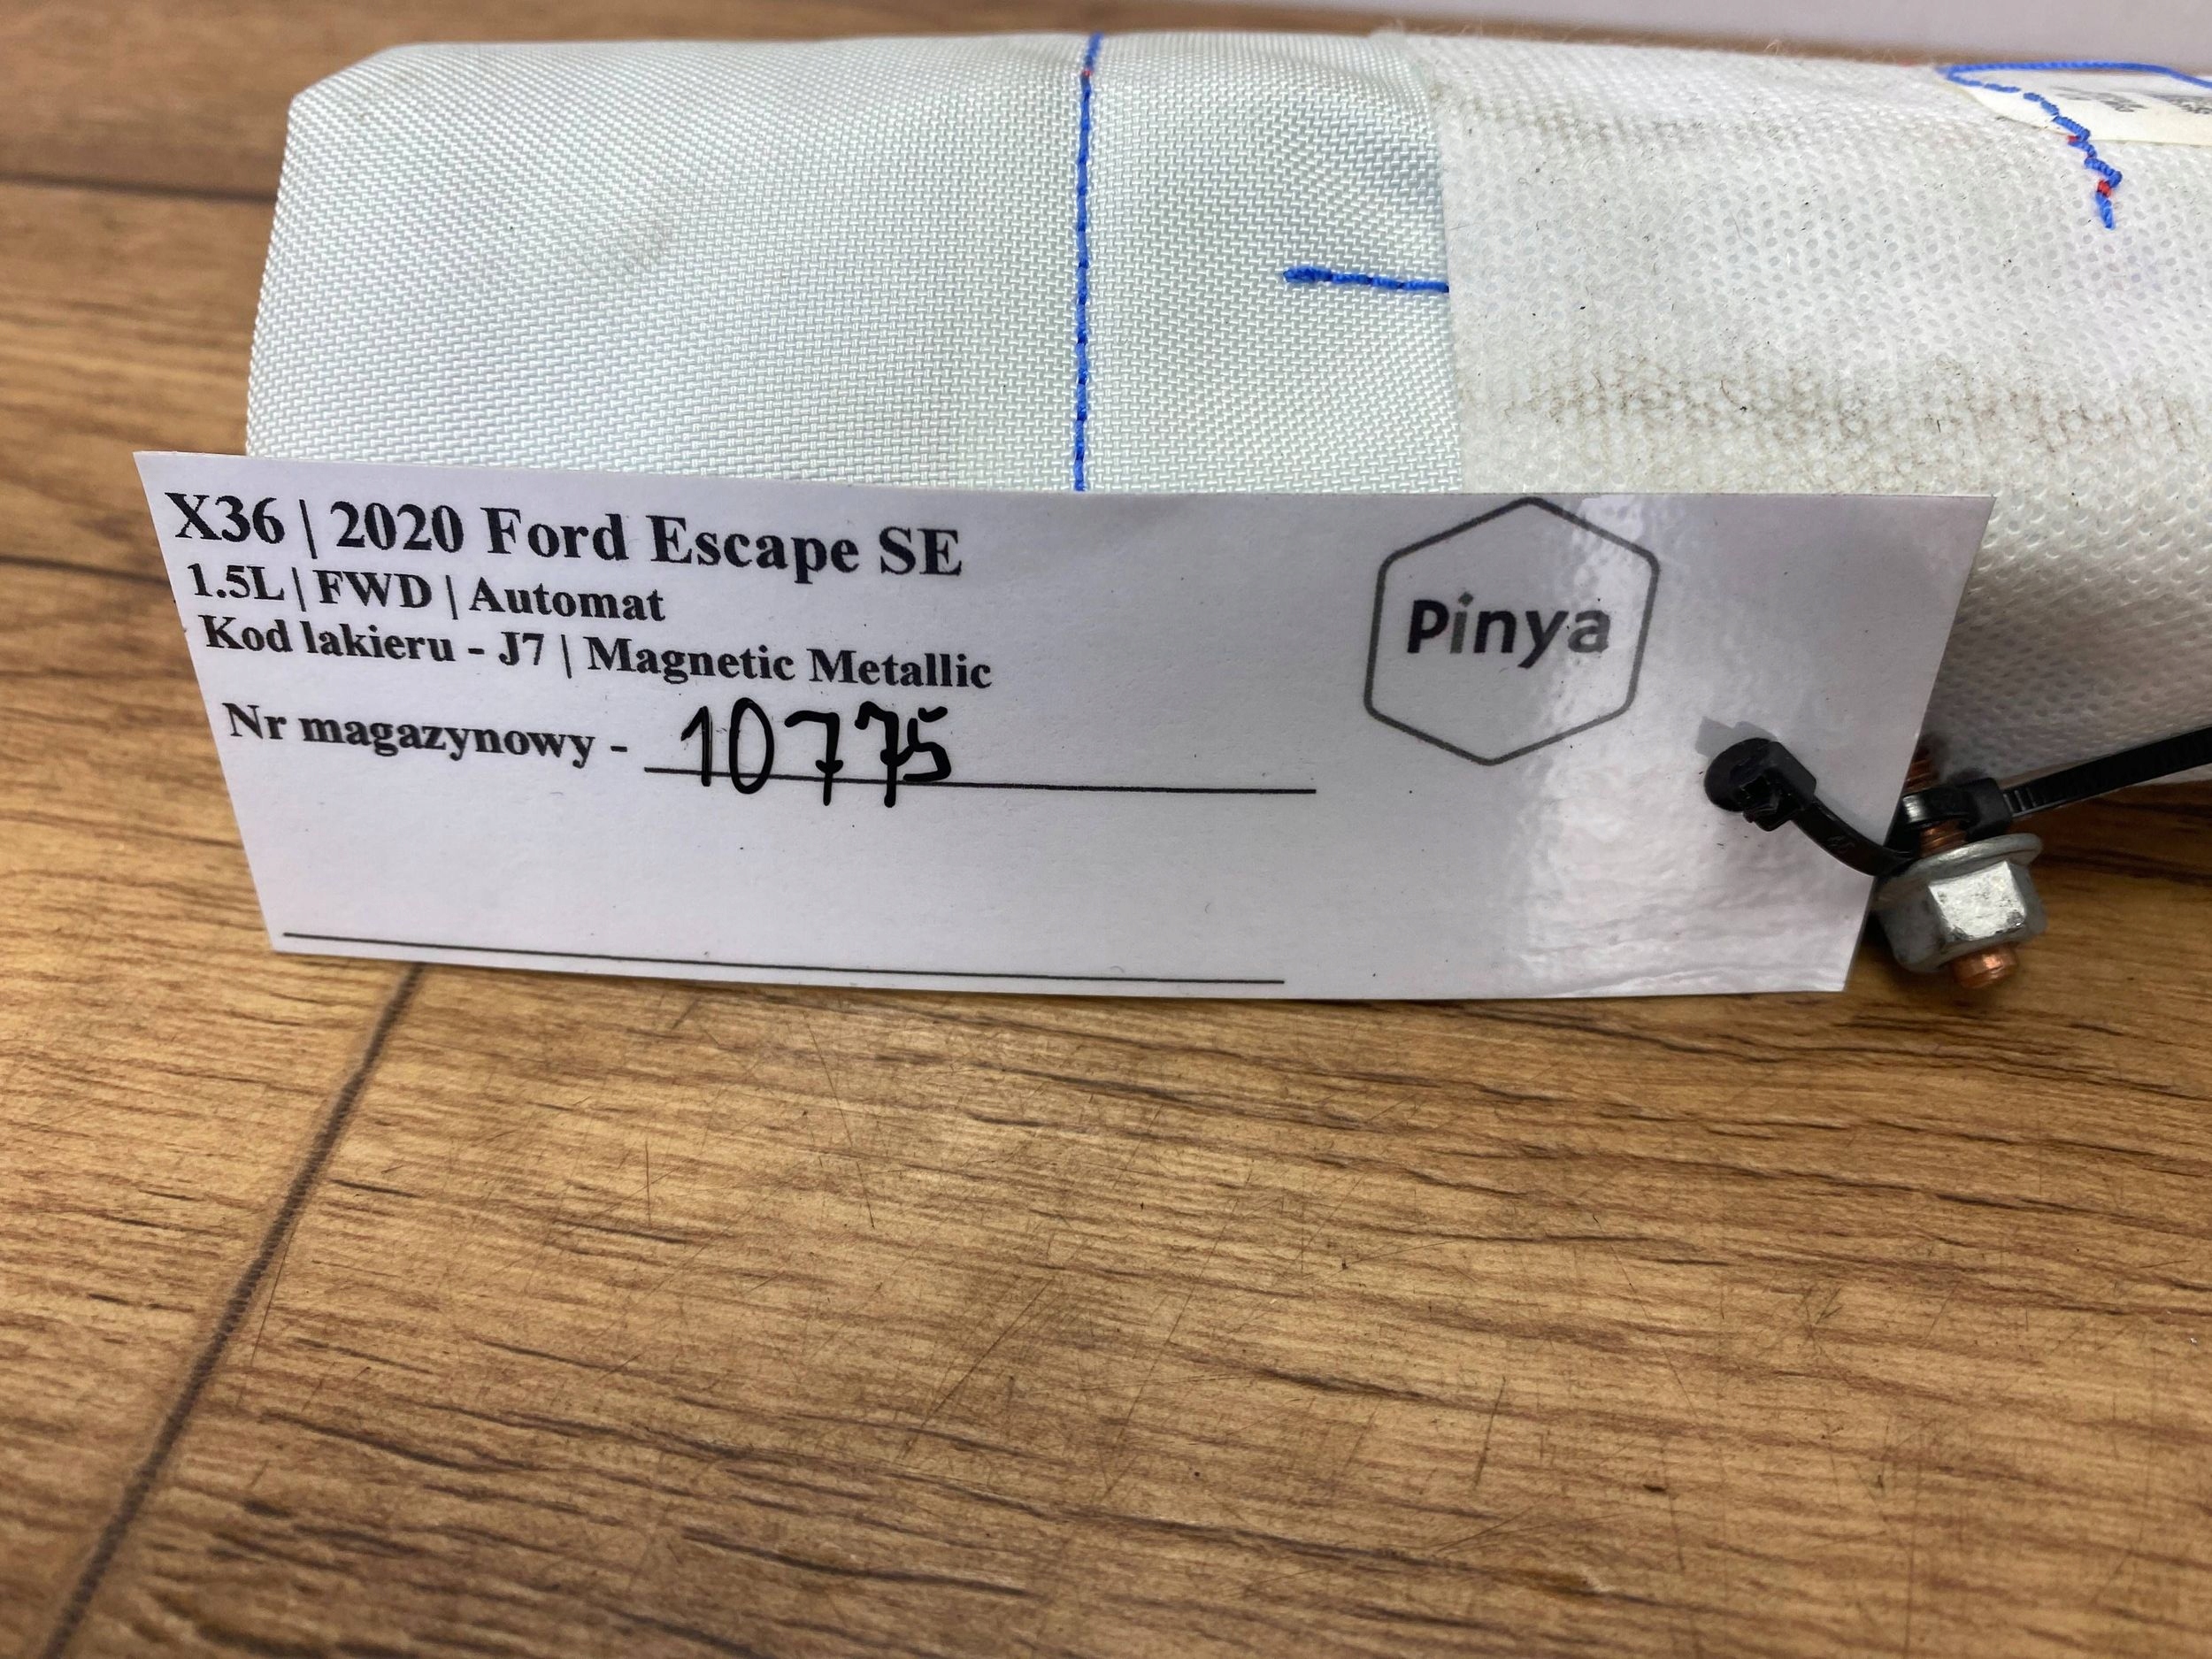 X36 | 2020 Ford Escape SE
1.5L | FWD | Automat
Kod lakieru - J7 | Magnetic Metallic
Nr magazynowy - 10775
Pinya